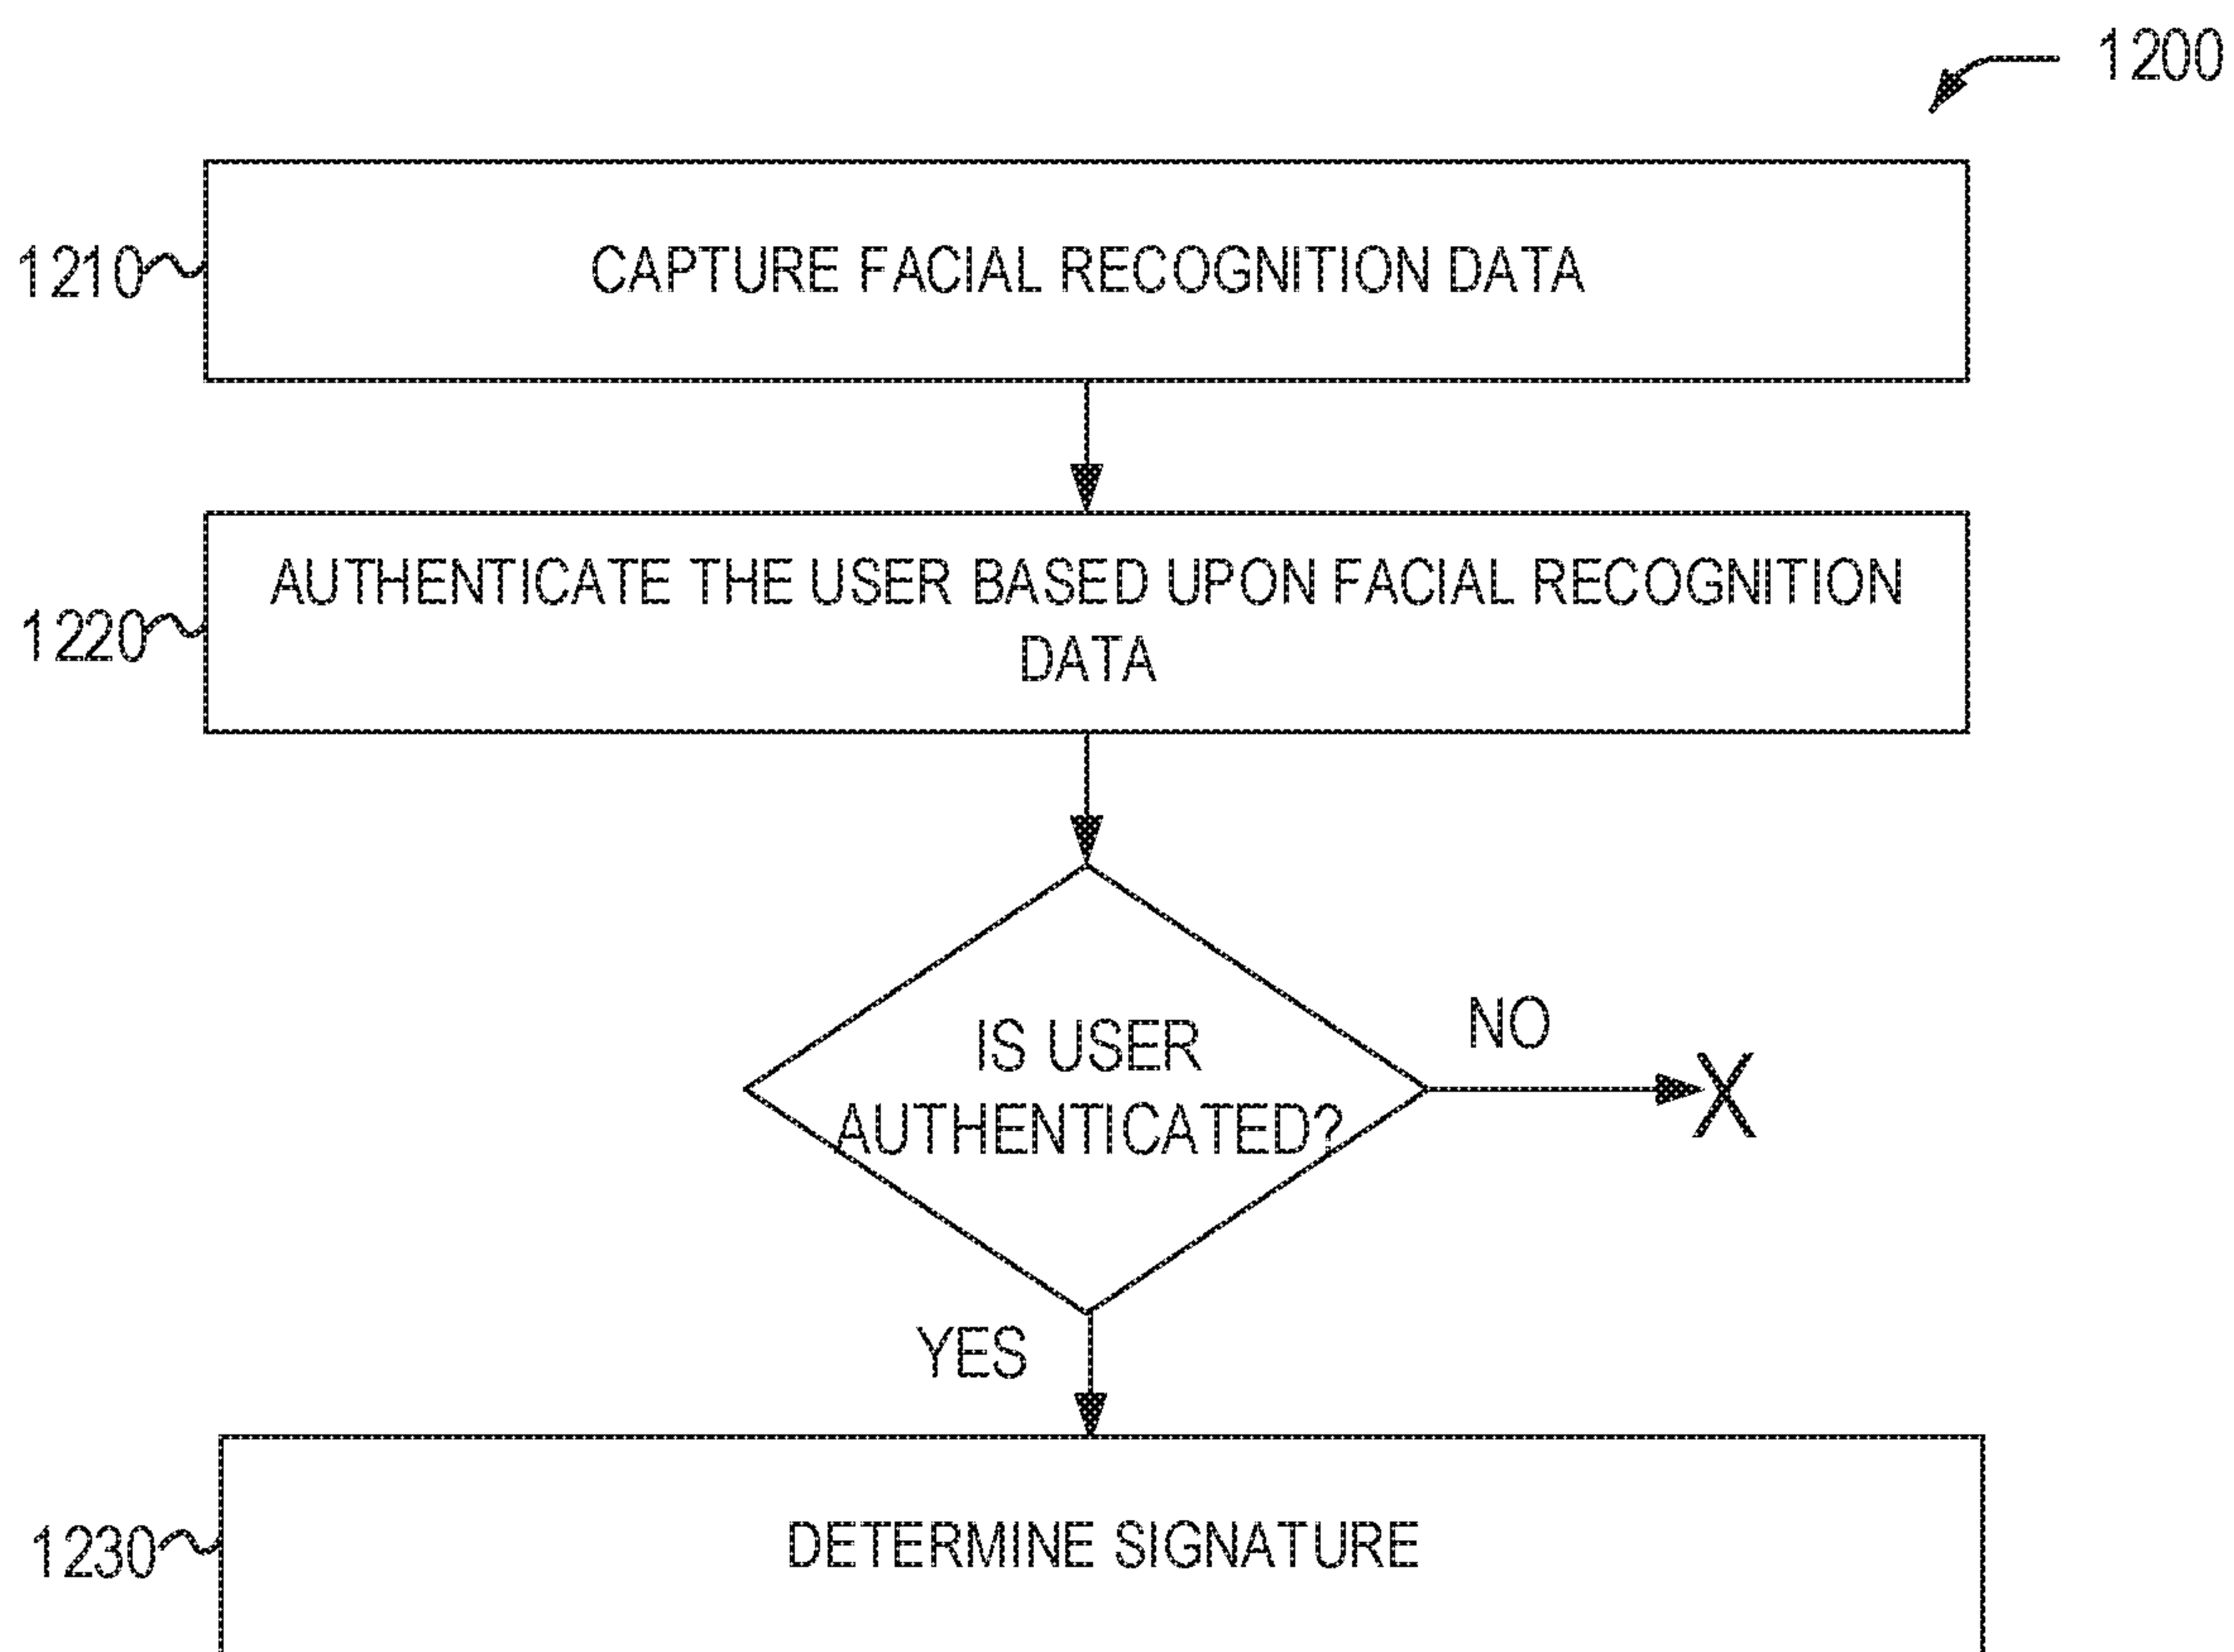 1200
1210
CAPTURE FACIAL RECOGNITION DATA
AUTHENTICATE THE USER BASED UPON FACIAL RECOGNITION
1220
DATA
IS USER
NO
AUTHENTICATED?
X
YES
1230
DETERMINE SIGNATURE